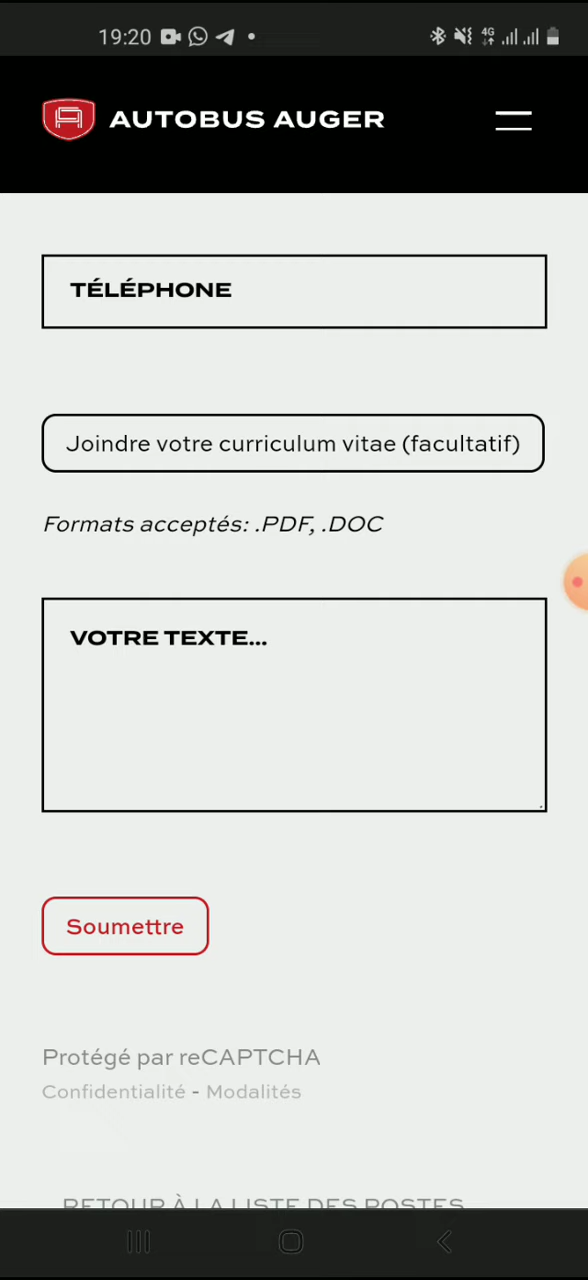 19:20
4G
AUTOBUS AUGER
TÉLÉPHONE
Joindre votre curriculum vitae (facultatif)
Formats acceptés: .PDF, .DOC
VOTRE TEXTE...
Soumettre
Protégé par reCAPTCHA
Confidentialité - Modalités
RETOUR À LA LISTE DES POSTES